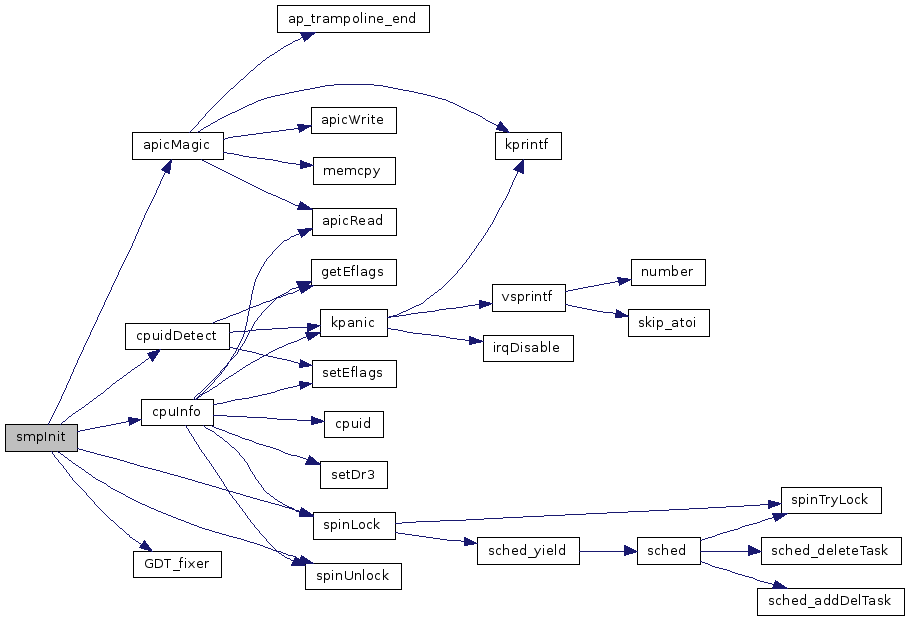 ap_trampoline_end
apicWrite
apicMagic
kprintf
memcpy
apicRead
getEflags
number
vsprintf
kpanic
skip_atoi
cpuidDetect
irqDisable
setEflags
cpuInfo
cpuid
smpInit
setDr3
spinTryLock
spinLock
sched_yield
sched
sched_deleteTask
GDT_fixer
spinUnlock
sched_addDelTask